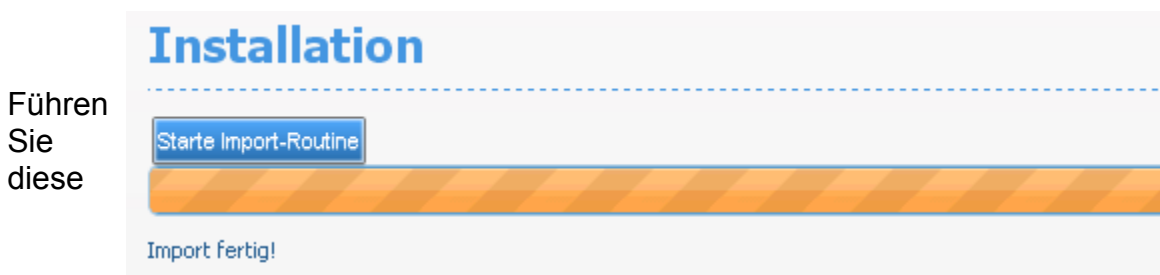 Installation
Führen
Sie
diese
Starte Import-Routine
Import fertig!